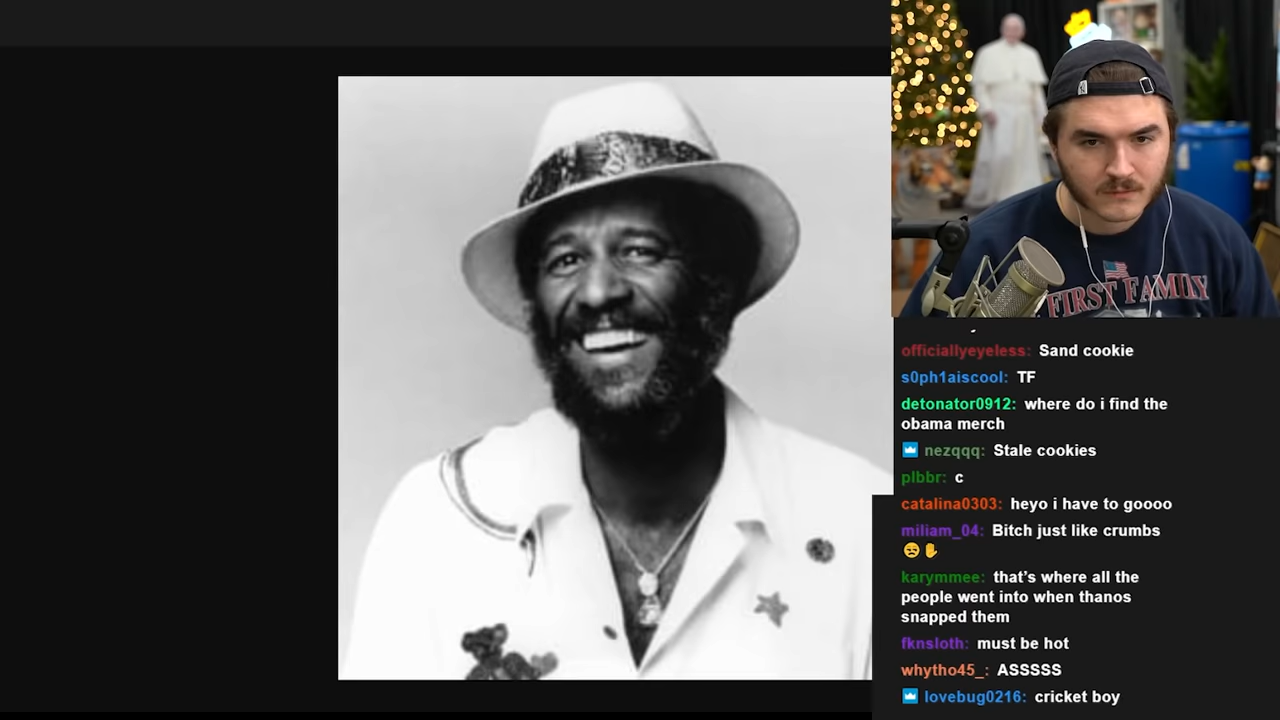 FIRST FAMILY
officiallyeyeless: Sand cookie
s0ph1aiscool: TF
detonator0912: where do i find the
obama merch
nezqqq: Stale cookies
plbbr: c
catalina0303: heyo i have to goooo
miliam_04: Bitch just like crumbs
😒✋
karymmee: that's where all the
people went into when thanos
snapped them
fknsloth: must be hot
whytho45_: ASSSSS
lovebug0216: cricket boy